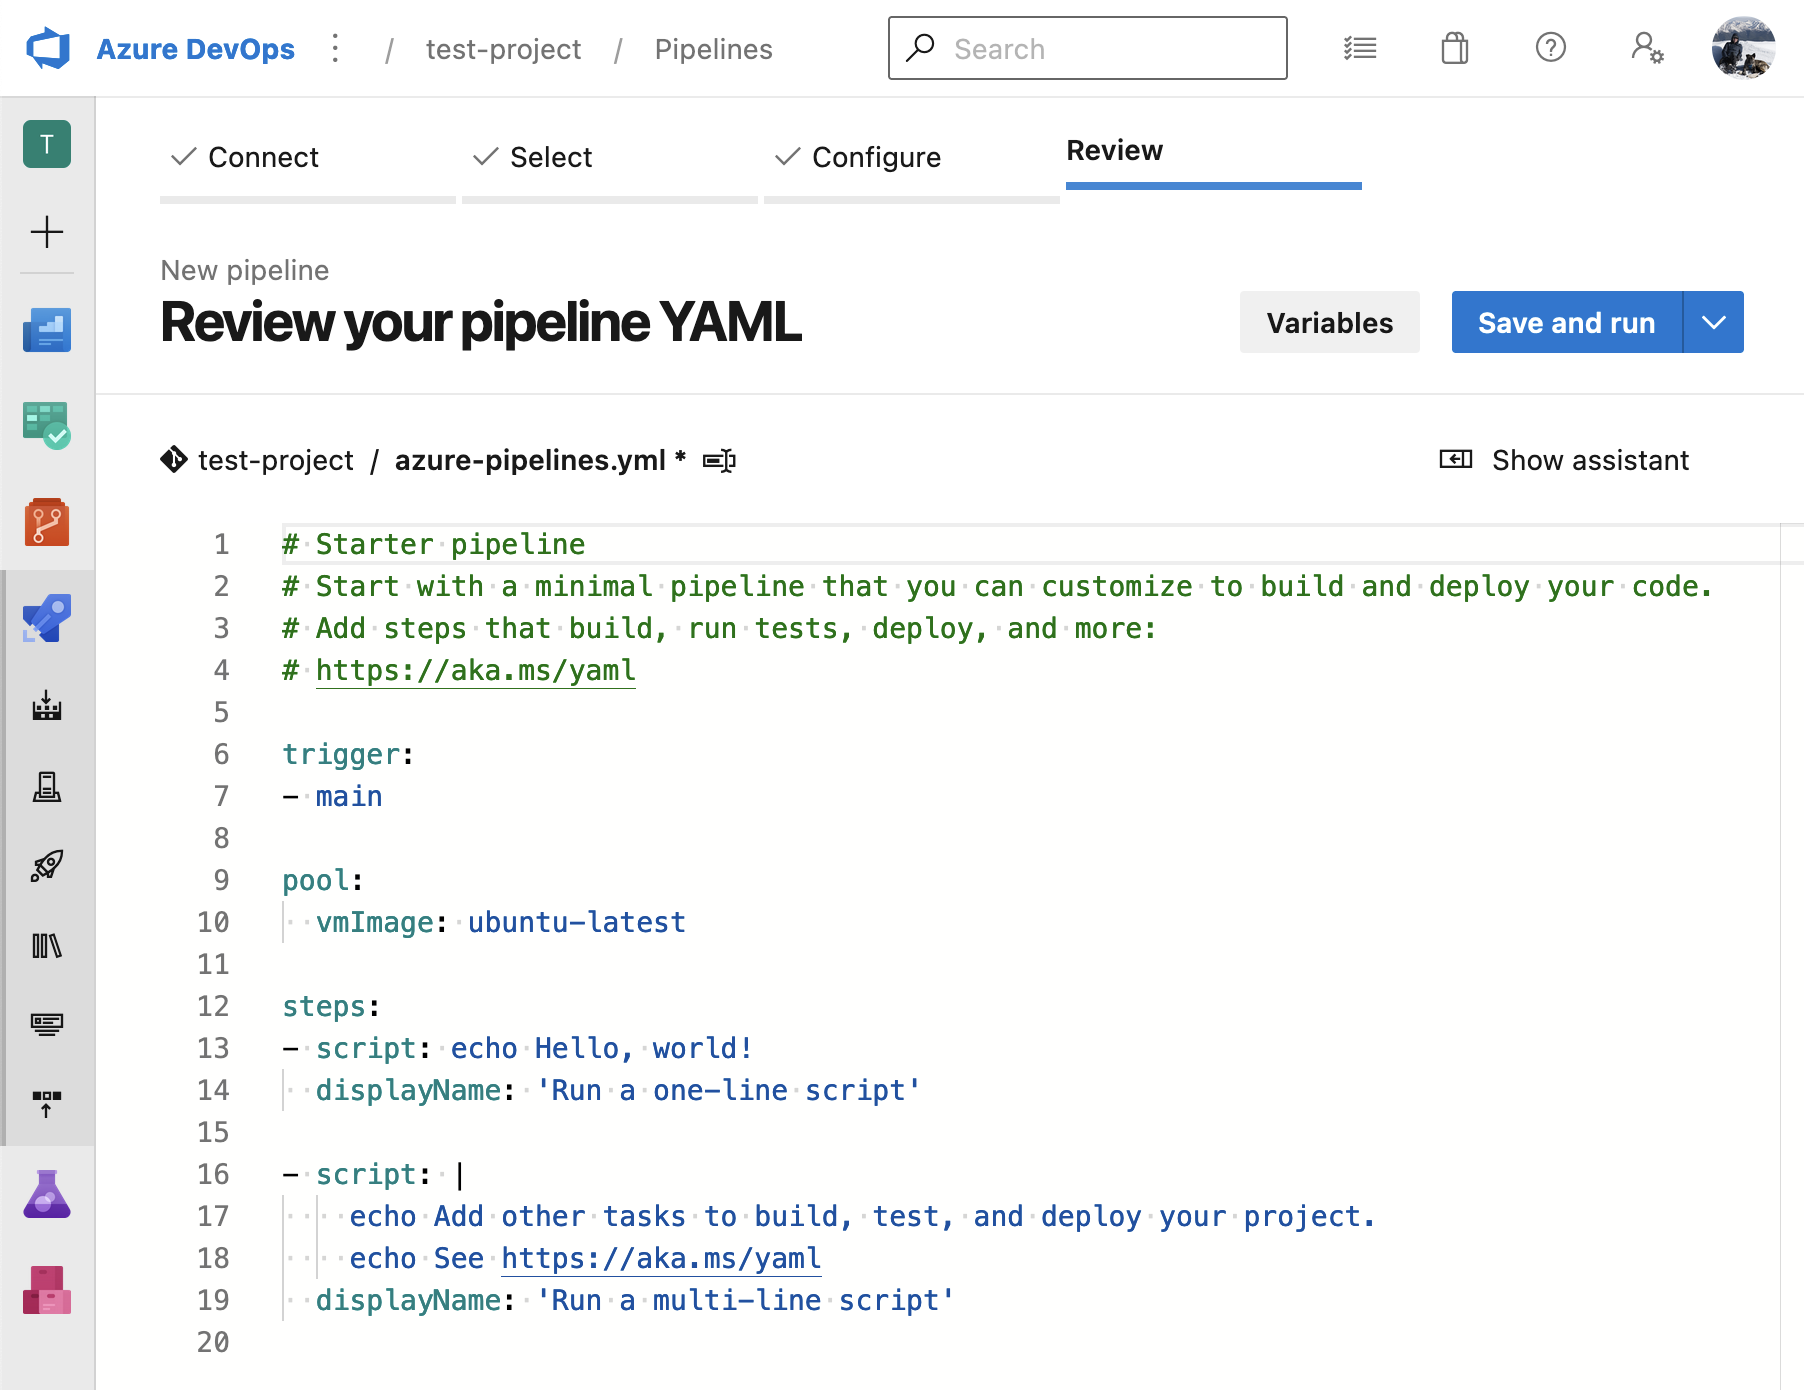 Azure DevOps / test-project / Pipelines
Search
T
Connect
Select
Configure
Review
New pipeline
Review your pipeline YAML
Variables
Save and run
test-project / azure-pipelines.yml *
Show assistant
1 # Starter pipeline
2 # Start with a minimal pipeline that you can customize to build and deploy your code.
3 # Add steps that build, run tests, deploy, and more:
4 # https://aka.ms/yaml
5
6 trigger:
7 - main
8
9 pool:
10   vmImage: ubuntu-latest
11
12 steps:
13 - script: echo Hello, world!
14   displayName: 'Run a one-line script'
15
16 - script: |
17     echo Add other tasks to build, test, and deploy your project.
18     echo See https://aka.ms/yaml
19   displayName: 'Run a multi-line script'
20